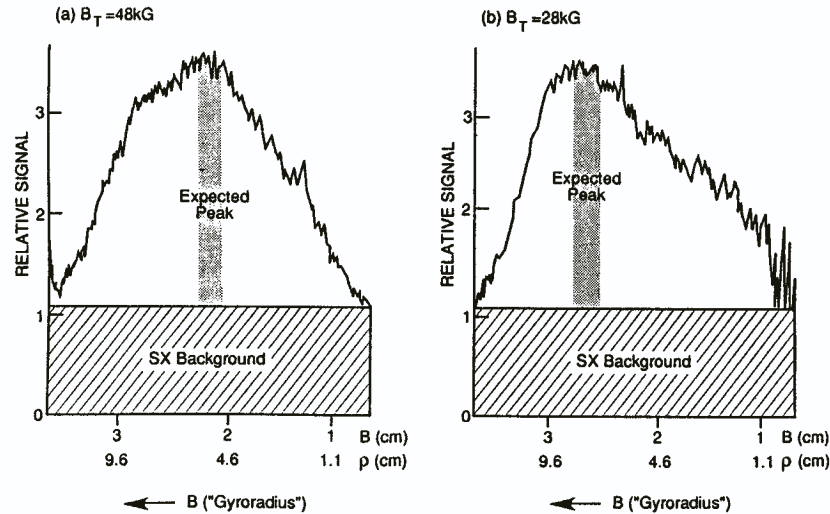 (a) B_T =48kG
RELATIVE SIGNAL
3
2
1
0
Expected
Peak
SX Background
3 2 1 B (cm)
9.6 4.6 1.1 ρ (cm)
← B ("Gyroradius")
(b) B_T =28kG
RELATIVE SIGNAL
3
2
1
0
Expected
Peak
SX Background
3 2 1 B (cm)
9.6 4.6 1.1 ρ (cm)
← B ("Gyroradius")